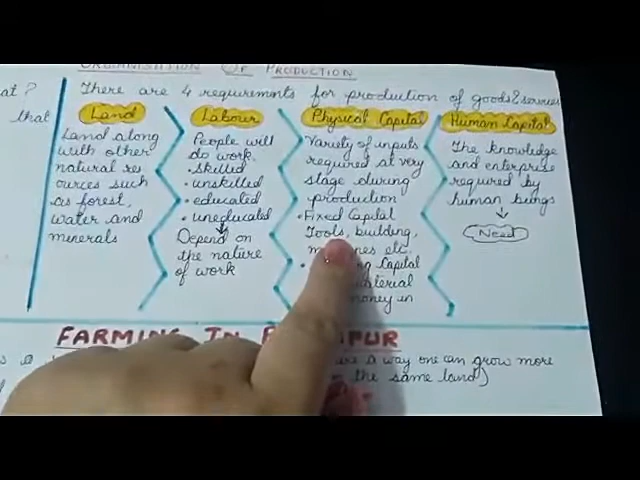 ORGANISATION OF PRODUCTION
at?
There are 4 requirements for production of goods & services
that
Land
Land along
with other
natural res
ources such
as forest,
water and
minerals
Labour
People will
do work.
• skilled
• unskilled
• educated
• uneducated
Depend on
the nature
of work
Physical Capital
Variety of inputs
required at very
stage during
production
• Fixed Capital
Tools, building,
etc.
Capital
money in
Human Capital
The knowledge
and enterprise
required by
human bings
Need
FARMING IN
a way one can grow more
the same land)